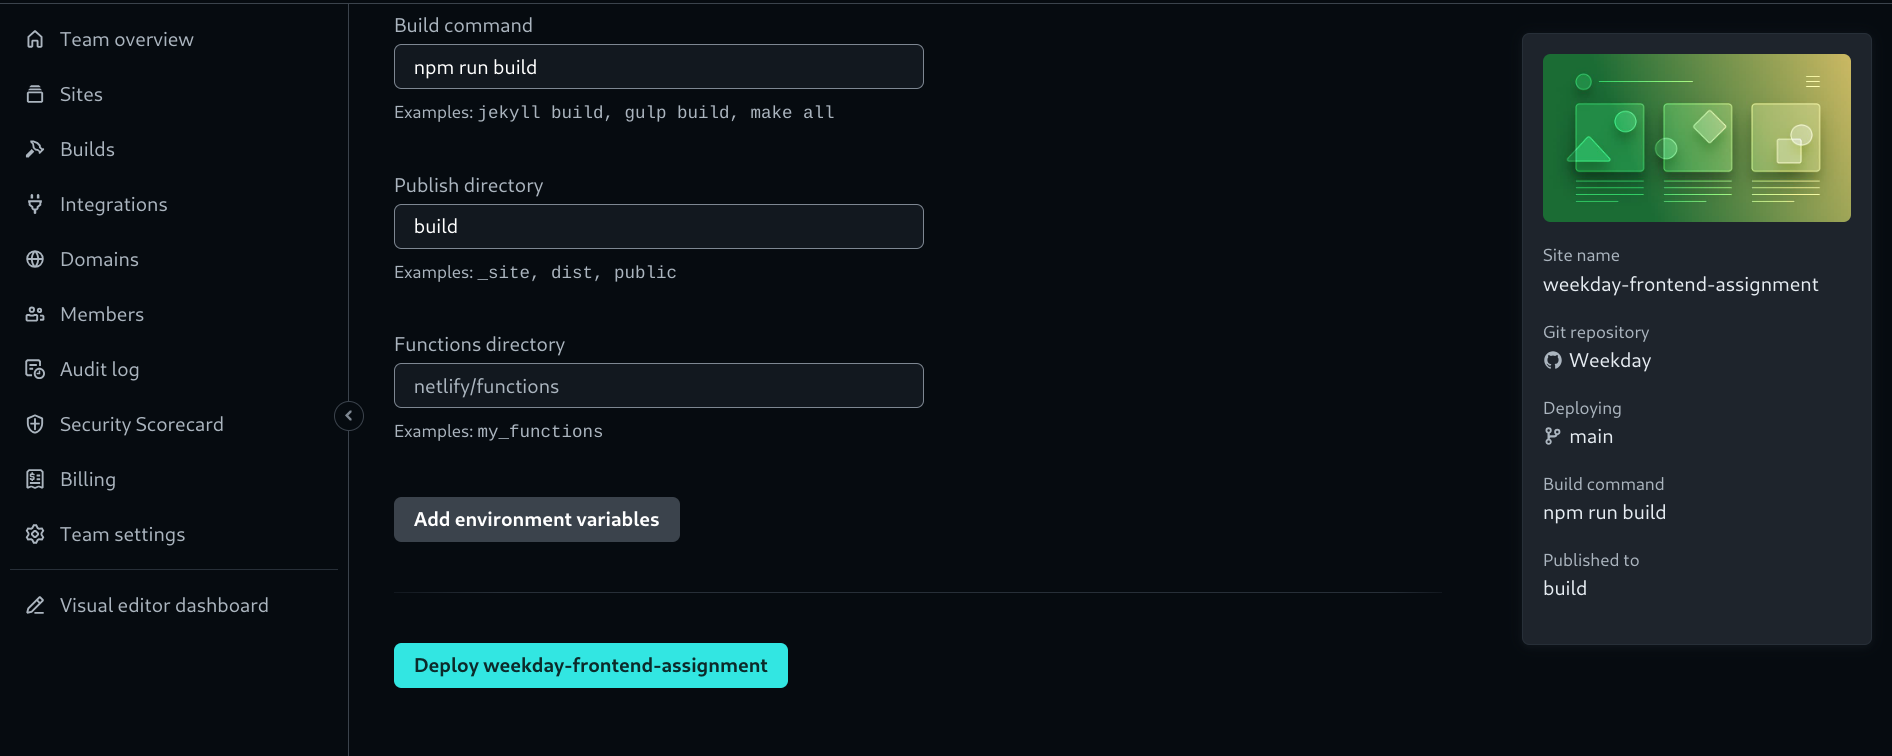 Team overview
Sites
Builds
Integrations
Domains
Members
Audit log
Security Scorecard
Billing
Team settings
Visual editor dashboard
Build command
npm run build
Examples: jekyll build, gulp build, make all
Publish directory
build
Examples: _site, dist, public
Functions directory
netlify/functions
Examples: my_functions
Add environment variables
Deploy weekday-frontend-assignment
Site name
weekday-frontend-assignment
Git repository
Weekday
Deploying
main
Build command
npm run build
Published to
build